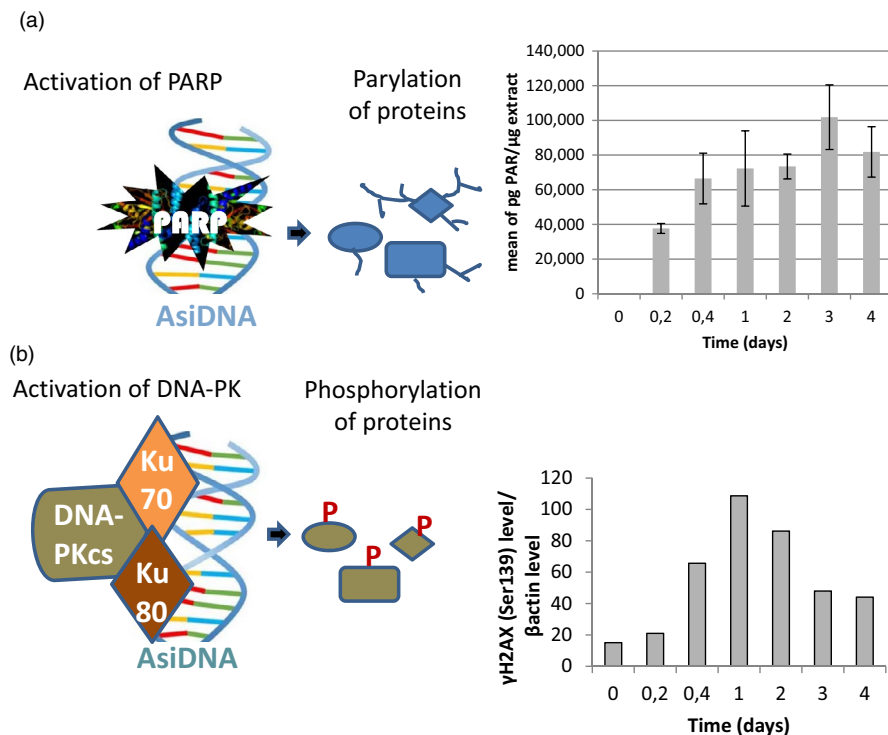 (a)
Activation of PARP
Parylation
of proteins
PARP
AsiDNA
mean of pg PAR/µg extract
140,000
120,000
100,000
80,000
60,000
40,000
20,000
0
0 0,2 0,4 1 2 3 4
Time (days)
(b)
Activation of DNA-PK
Phosphorylation
of proteins
Ku
70
DNA-
PKcs
Ku
80
AsiDNA
P
P
P
γH2AX (Ser139) level/
βactin level
120
100
80
60
40
20
0
0 0,2 0,4 1 2 3 4
Time (days)